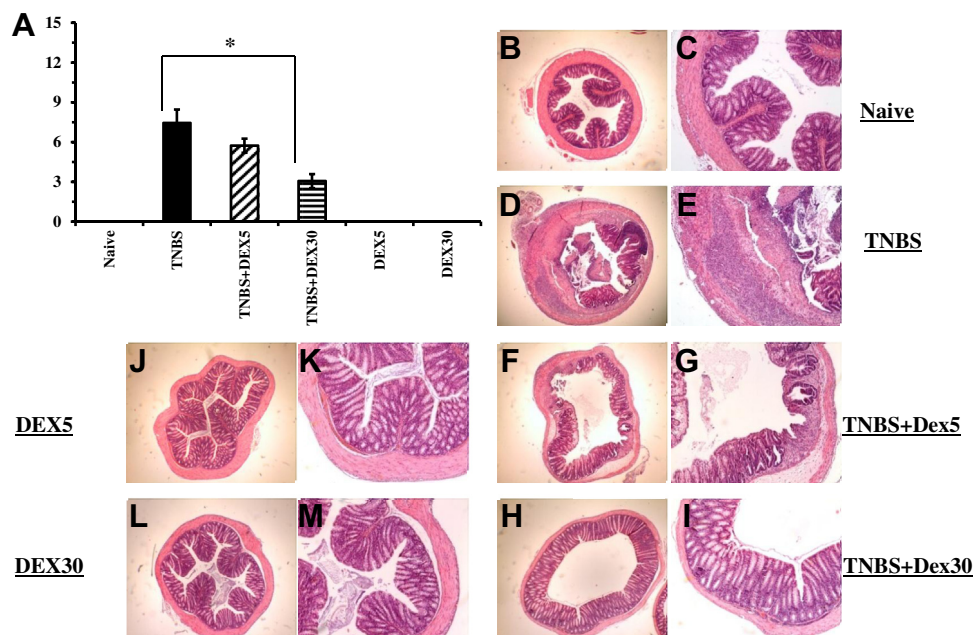 A
15
12
9
6
3
0
*
Naive
TNBS
TNBS+DEX5
TNBS+DEX30
DEX5
DEX30
B
C
Naive
D
E
TNBS
J
K
F
G
DEX5
TNBS+Dex5
L
M
H
I
DEX30
TNBS+Dex30